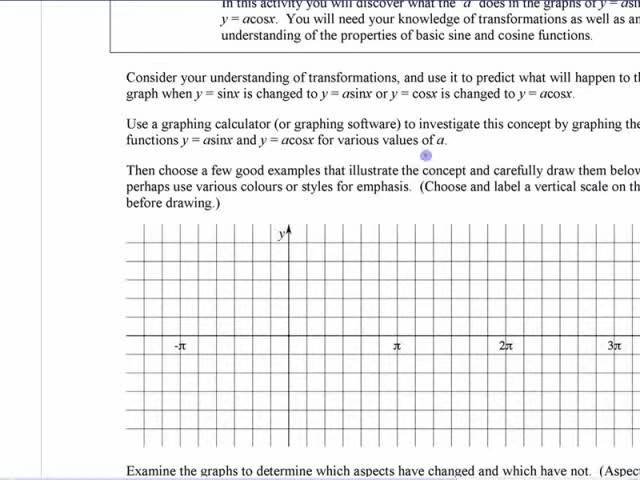 In this activity you will discover what the "a" does in the graphs of y = asin
y = acosx. You will need your knowledge of transformations as well as an
understanding of the properties of basic sine and cosine functions.
Consider your understanding of transformations, and use it to predict what will happen to th
graph when y = sinx is changed to y = asinx or y = cosx is changed to y = acosx.
Use a graphing calculator (or graphing software) to investigate this concept by graphing the
functions y = asinx and y = acosx for various values of a.
Then choose a few good examples that illustrate the concept and carefully draw them below
perhaps use various colours or styles for emphasis. (Choose and label a vertical scale on th
before drawing.)
y
-π π 2π 3π
Examine the graphs to determine which aspects have changed and which have not. (Aspec